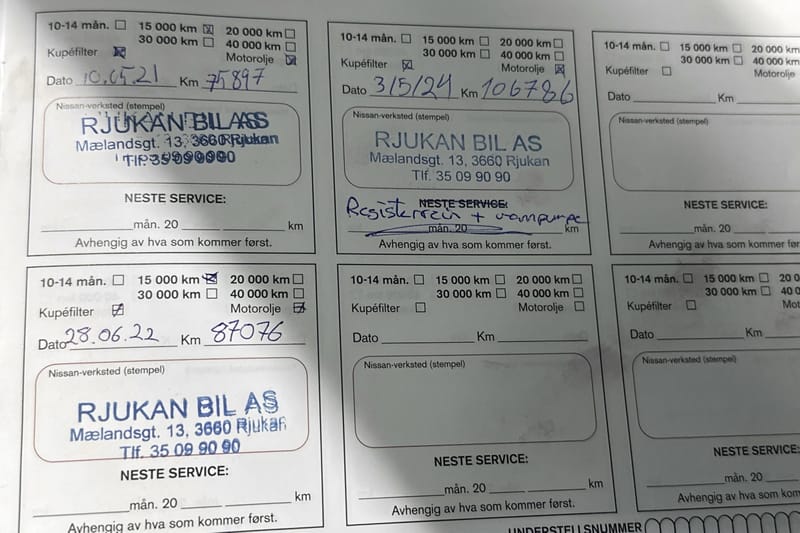 10-14 mån. 15 000 km 20 000 km
30 000 km 40 000 km
Kupéfilter Motorolje
Dato 10.05.21 Km 75897
Nissan-verksted (stempel)
RJUKAN BIL AS
Mælandsgt. 13, 3660 Rjukan
Tlf. 35 09 90 90
NESTE SERVICE:
mån. 20 km
Avhengig av hva som kommer først.
10-14 mån. 15 000 km 20 000 km
30 000 km 40 000 km
Kupéfilter Motorolje
Dato 3/5/24 Km 106786
Nissan-verksted (stempel)
RJUKAN BIL AS
Mælandsgt. 13, 3660 Rjukan
Tlf. 35 09 90 90
NESTE SERVICE:
Registerreim + vannpumpe
mån. 20 km
Avhengig av hva som kommer først.
10-14 mån. 15 000 km 20 000 km
30 000 km 40 000
Kupéfilter Motorolje
Dato Km
Nissan-verksted (stempel)
NESTE SERVICE:
mån. 20
Avhengig av hva som kommer først.
10-14 mån. 15 000 km 20 000 km
30 000 km 40 000 km
Kupéfilter Motorolje
Dato 28.06.22 Km 87076
Nissan-verksted (stempel)
RJUKAN BIL AS
Mælandsgt. 13, 3660 Rjukan
Tlf. 35 09 90 90
NESTE SERVICE:
mån. 20 km
Avhengig av hva som kommer først.
10-14 mån. 15 000 km 20 000 km
30 000 km 40 000 km
Kupéfilter Motorolje
Dato Km
Nissan-verksted (stempel)
NESTE SERVICE:
mån. 20 km
Avhengig av hva som kommer først.
10-14 mån. 15 000 km 20 0
30 000 km 40
Kupéfilter Moto
Dato Km
Nissan-verksted (stempel)
NESTE SERVICE:
mån. 20
Avhengig av hva som kommer
UNDERSTELLSNUMMER